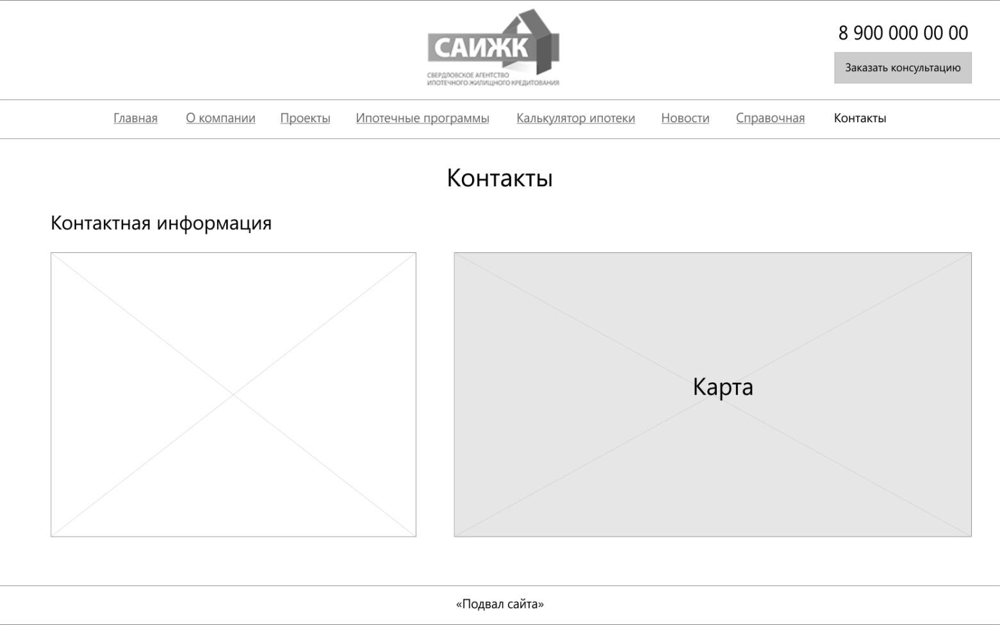 САИЖК
СВЕРДЛОВСКОЕ АГЕНТСТВО
ИПОТЕЧНОГО ЖИЛИЩНОГО КРЕДИТОВАНИЯ
8 900 000 00 00
Заказать консультацию
Главная О компании Проекты Ипотечные программы Калькулятор ипотеки Новости Справочная Контакты
Контакты
Контактная информация
Карта
«Подвал сайта»